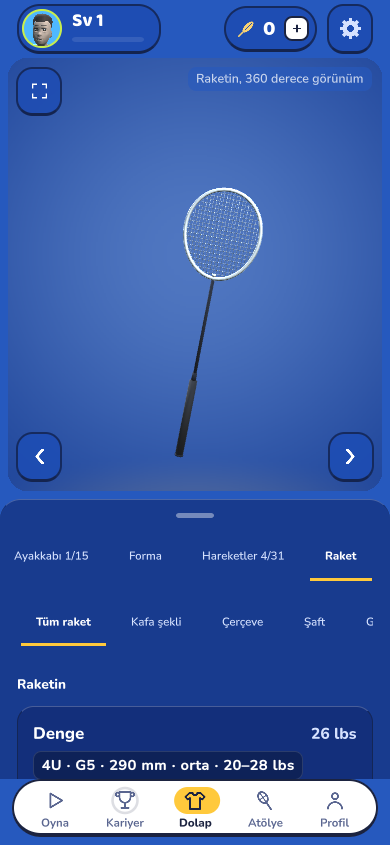 Sv 1
0
+
Raketin, 360 derece görünüm
Ayakkabı 1/15
Forma
Hareketler 4/31
Raket
Tüm raket
Kafa şekli
Çerçeve
Şaft
G
Raketin
Denge
26 lbs
4U · G5 · 290 mm · orta · 20–28 lbs
Oyna
Kariyer
Dolap
Atölye
Profil